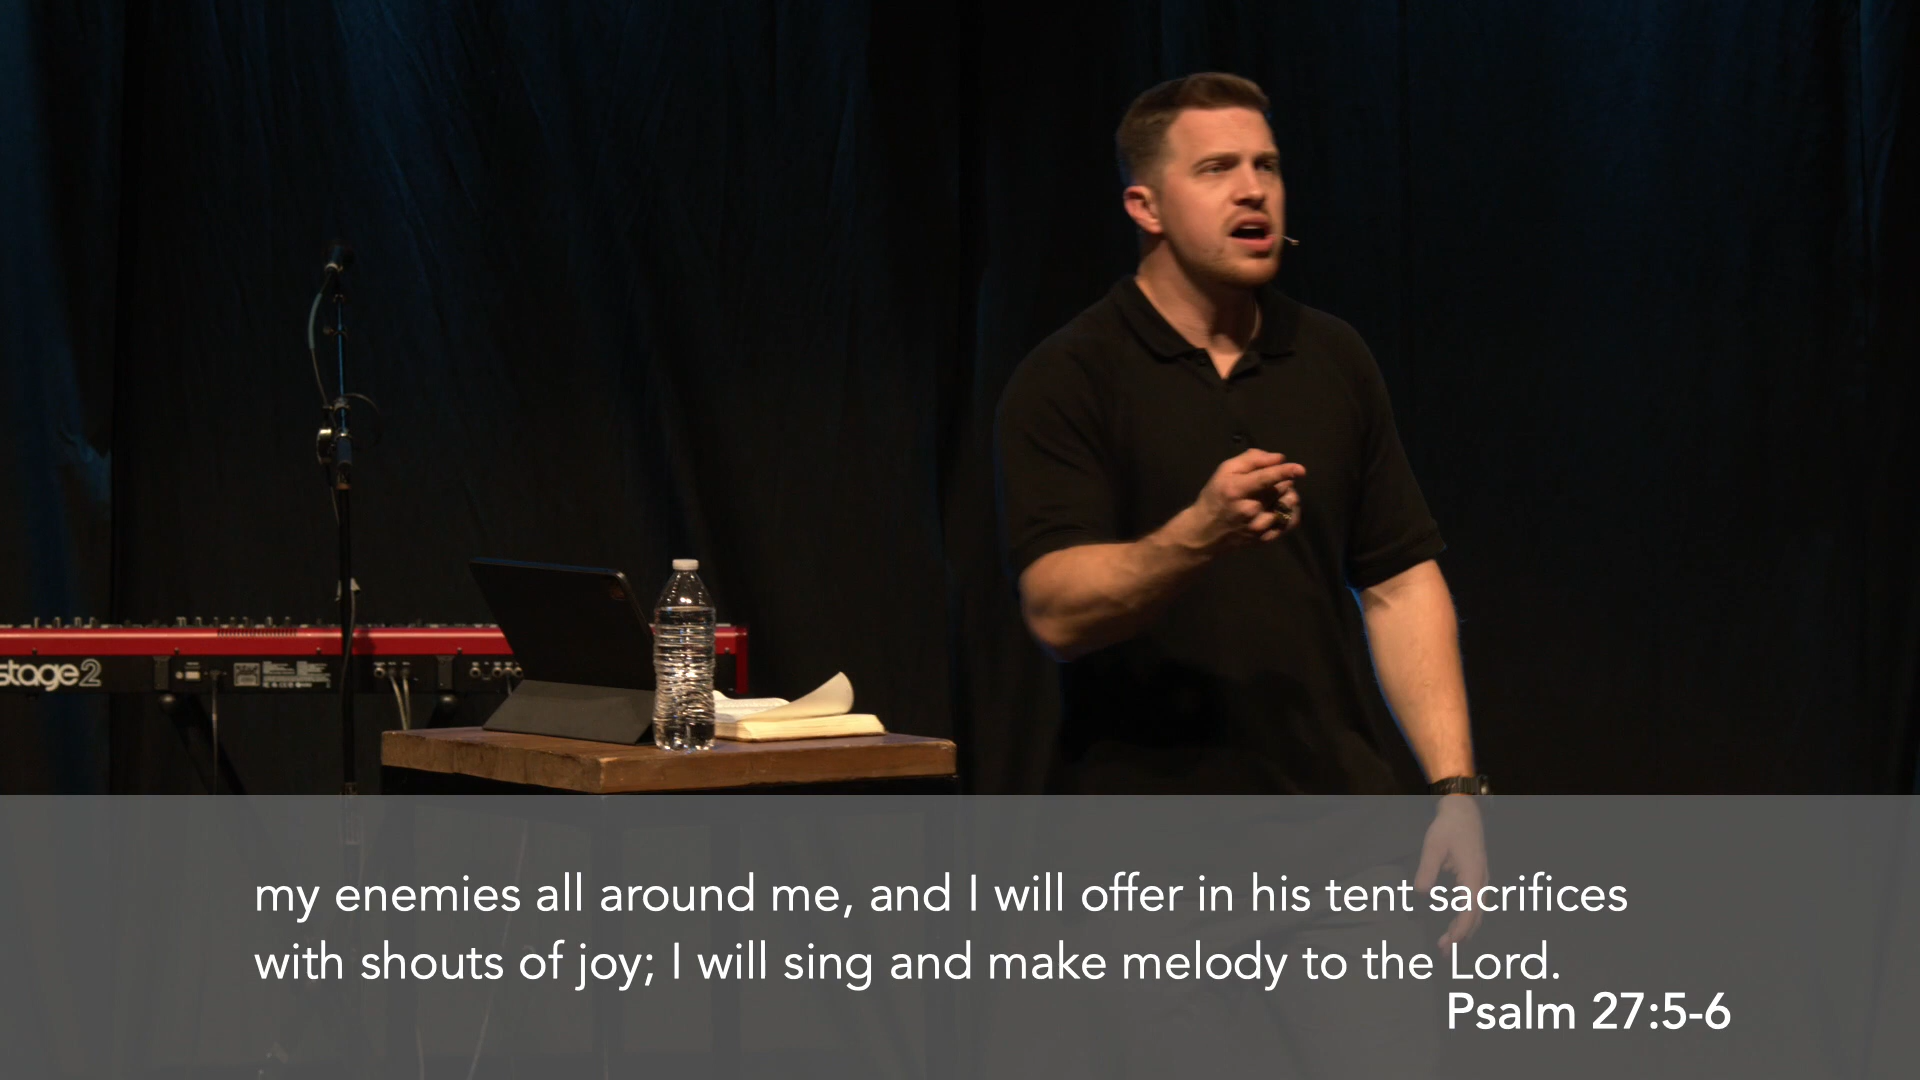 stage2
my enemies all around me, and I will offer in his tent sacrifices
with shouts of joy; I will sing and make melody to the Lord.
Psalm 27:5-6